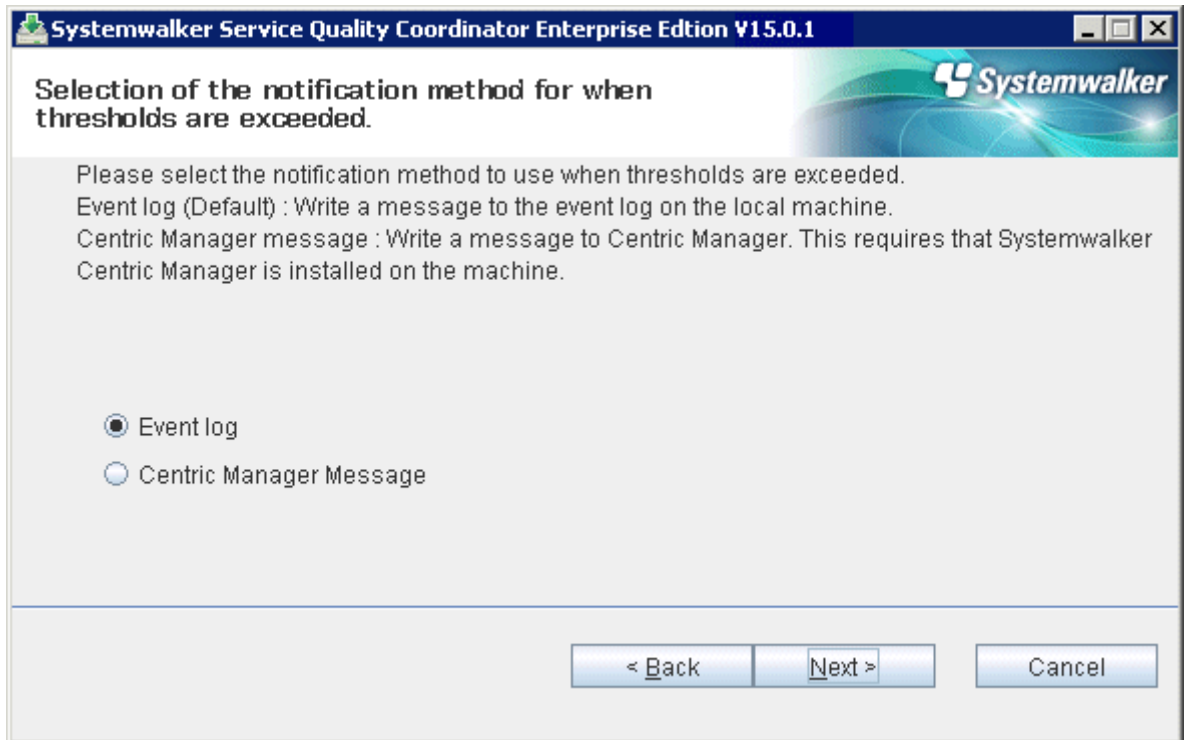 Systemwalker Service Quality Coordinator Enterprise Edtion V15.0.1
Selection of the notification method for when
thresholds are exceeded.
Systemwalker
Please select the notification method to use when thresholds are exceeded.
Event log (Default) : Write a message to the event log on the local machine.
Centric Manager message : Write a message to Centric Manager. This requires that Systemwalker
Centric Manager is installed on the machine.
Event log
Centric Manager Message
< Back
Next >
Cancel